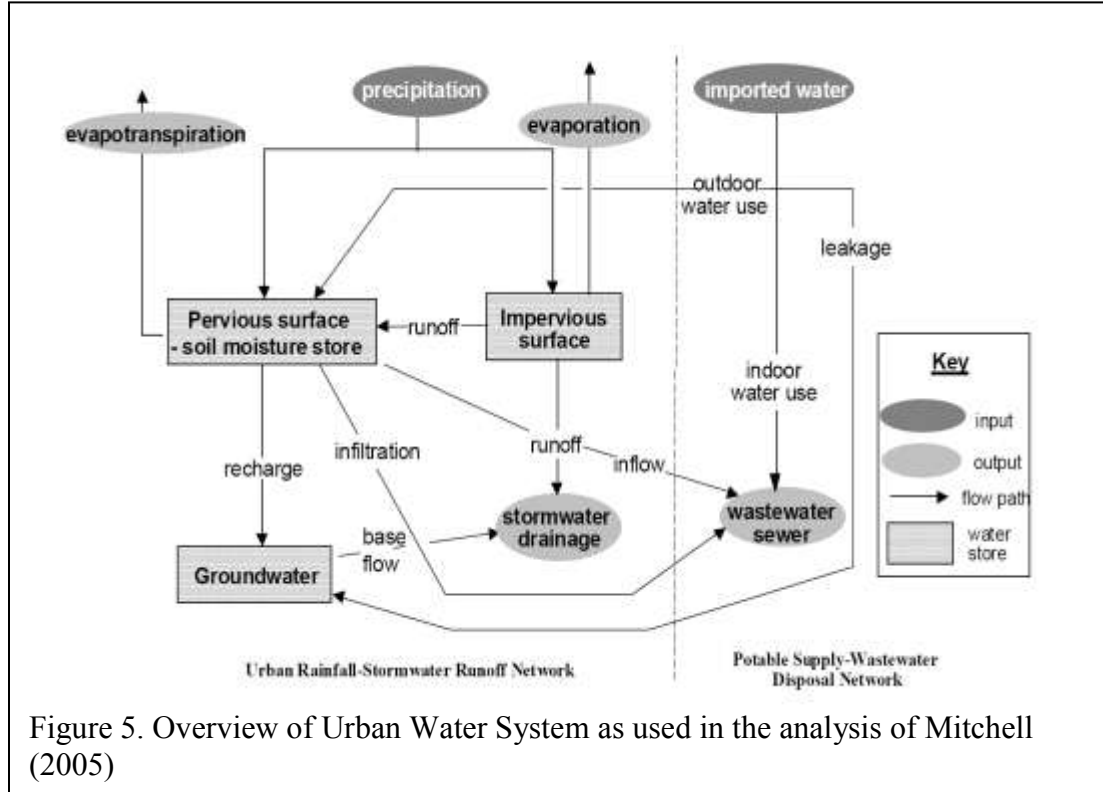 precipitation
imported water
evapotranspiration
evaporation
outdoor
water use
leakage
Pervious surface
- soil moisture store
runoff
Impervious
surface
Key
input
output
flow path
water
store
indoor
water use
recharge
infiltration
runoff
inflow
stormwater
drainage
wastewater
sewer
base
flow
Groundwater
Urban Rainfall-Stormwater Runoff Network
Potable Supply-Wastewater
Disposal Network
Figure 5. Overview of Urban Water System as used in the analysis of Mitchell
(2005)